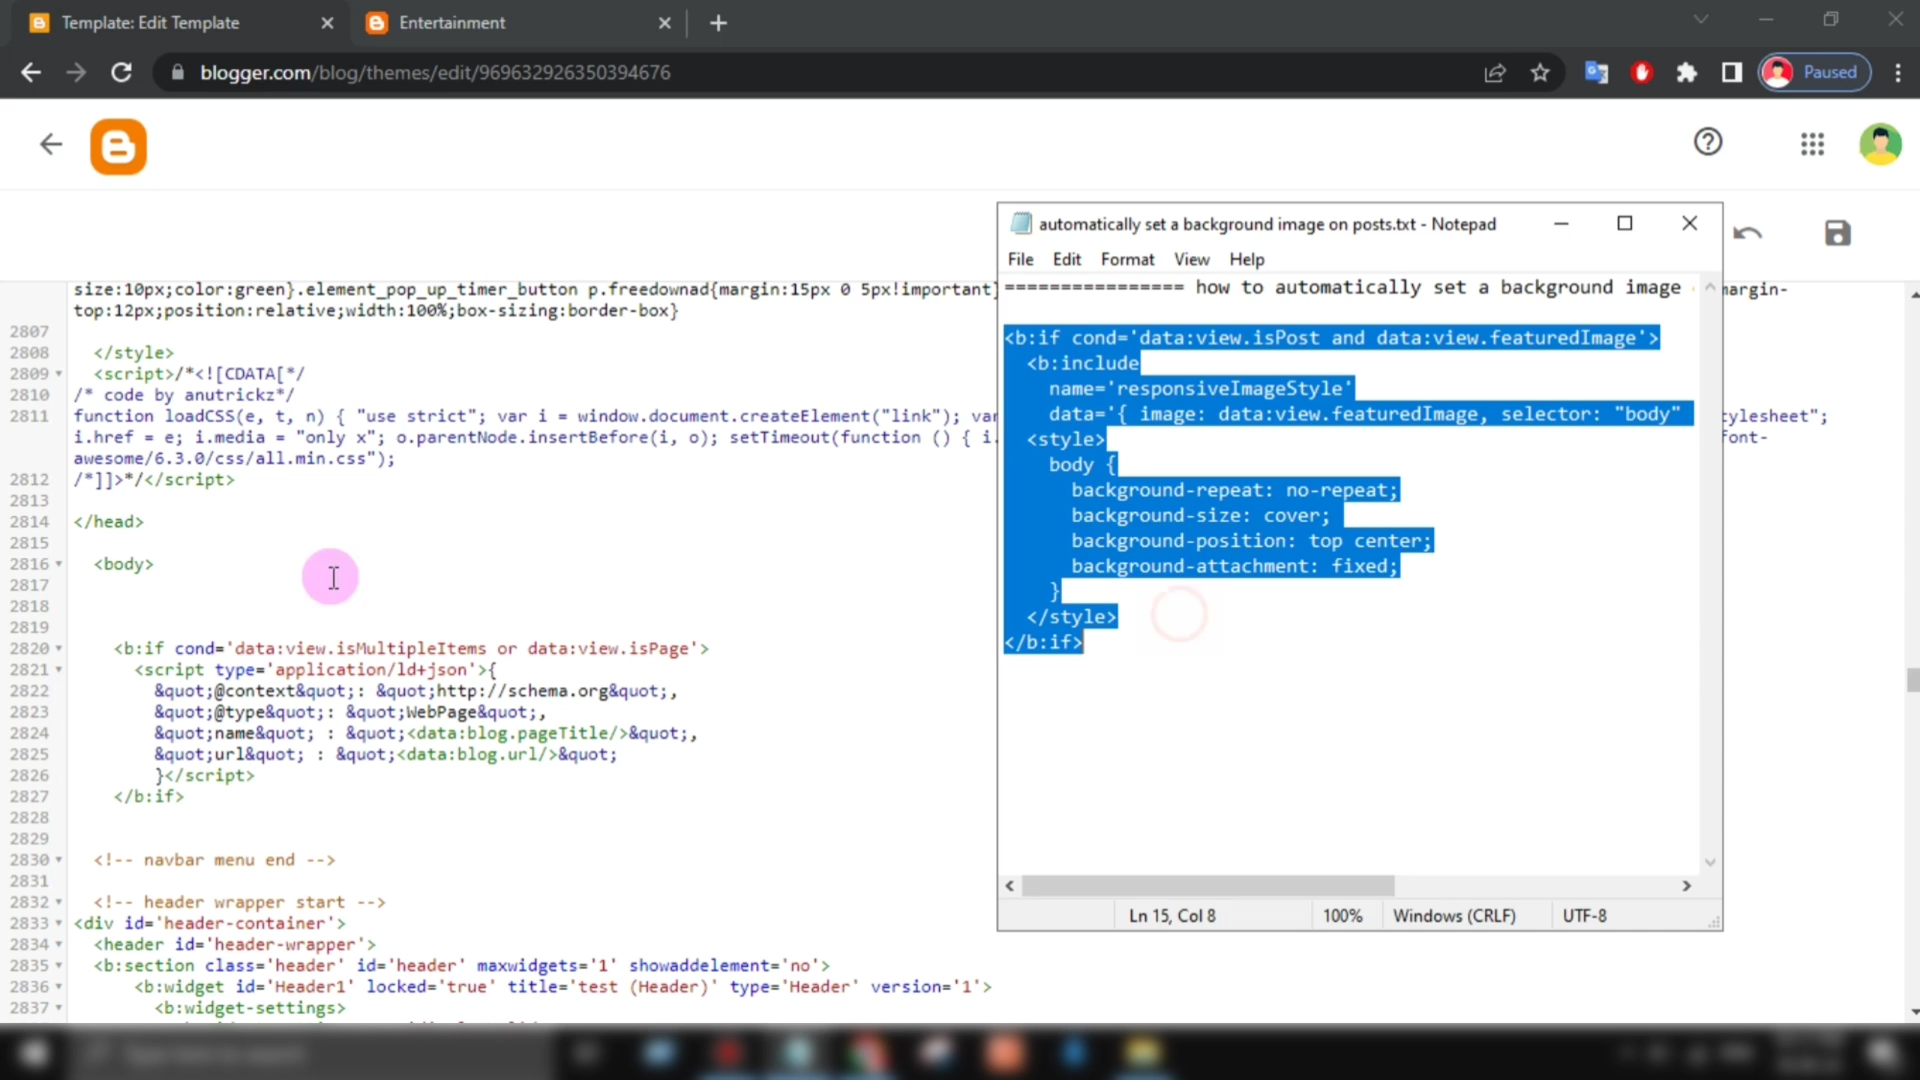 Template: Edit Template
Entertainment
blogger.com/blog/themes/edit/969632926350394676
Paused
automatically set a background image on posts.txt - Notepad
File Edit Format View Help
================ how to automatically set a background image
<b:if cond='data:view.isPost and data:view.featuredImage'>
<b:include
name='responsiveImageStyle'
data='{ image: data:view.featuredImage, selector: "body"
<style>
body {
background-repeat: no-repeat;
background-size: cover;
background-position: top center;
background-attachment: fixed;
}
</style>
</b:if>
Ln 15, Col 8 100% Windows (CRLF) UTF-8
size:10px;color:green}.element_pop_up_timer_button p.freedownad{margin:15px 0 5px!important} margin-
top:12px;position:relative;width:100%;box-sizing:border-box}
2807
2808 </style>
2809 <script>/*<![CDATA[*/
2810 /* code by anutrickz*/
2811 function loadCSS(e, t, n) { "use strict"; var i = window.document.createElement("link"); var ylesheet";
i.href = e; i.media = "only x"; o.parentNode.insertBefore(i, o); setTimeout(function () { i. font-
awesome/6.3.0/css/all.min.css");
2812 /*]]>*/</script>
2813
2814 </head>
2815
2816 <body>
2817
2818
2819
2820 <b:if cond='data:view.isMultipleItems or data:view.isPage'>
2821 <script type='application/ld+json'>{
2822 &quot;@context&quot;: &quot;http://schema.org&quot;,
2823 &quot;@type&quot;: &quot;WebPage&quot;,
2824 &quot;name&quot; : &quot;<data:blog.pageTitle/>&quot;,
2825 &quot;url&quot; : &quot;<data:blog.url/>&quot;
2826 }</script>
2827 </b:if>
2828
2829
2830 <!-- navbar menu end -->
2831
2832 <!-- header wrapper start -->
2833 <div id='header-container'>
2834 <header id='header-wrapper'>
2835 <b:section class='header' id='header' maxwidgets='1' showaddelement='no'>
2836 <b:widget id='Header1' locked='true' title='test (Header)' type='Header' version='1'>
2837 <b:widget-settings>
Type here to search